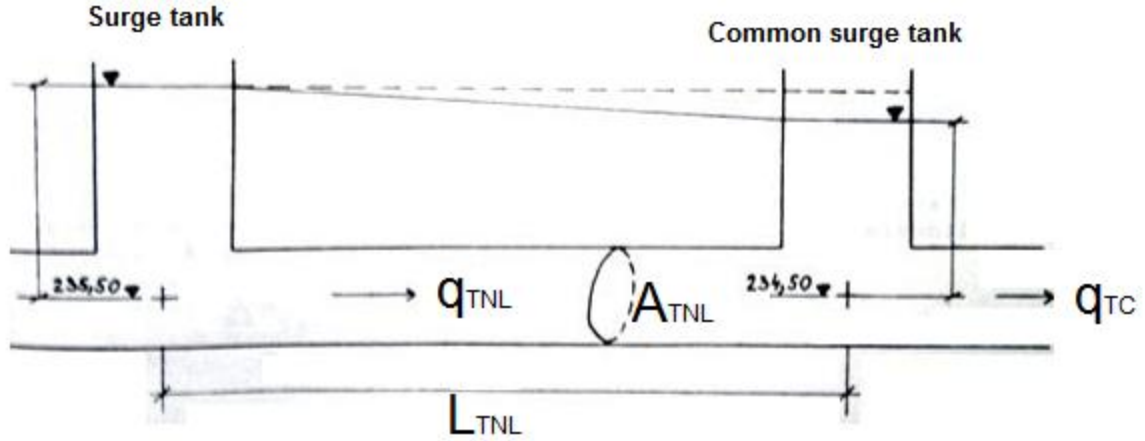 Surge tank
Common surge tank
235,50
qTNL
ATNL
234,50
qTC
LTNL